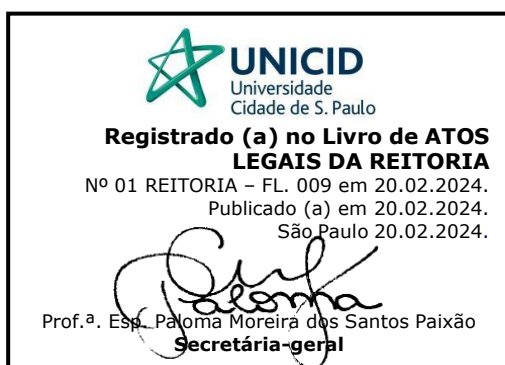 UNICID
Universidade
Cidade de S. Paulo
Registrado (a) no Livro de ATOS
LEGAIS DA REITORIA
Nº 01 REITORIA – FL. 009 em 20.02.2024.
Publicado (a) em 20.02.2024.
São Paulo 20.02.2024.
Paloma
Prof.ª. Esp. Paloma Moreira dos Santos Paixão
Secretária-geral